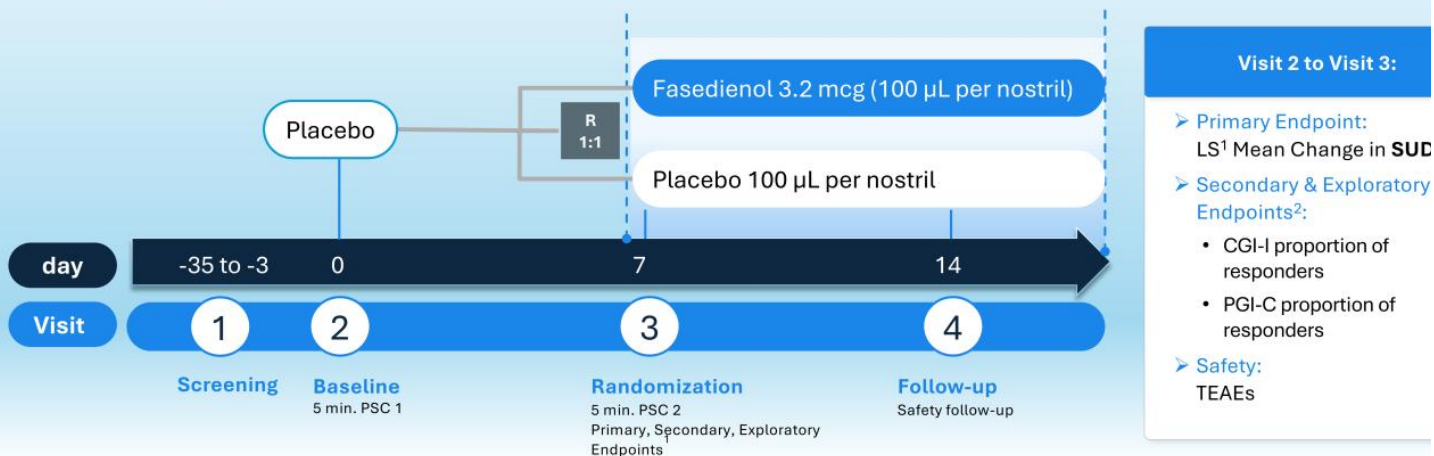 Placebo
R
1:1
Fasedienol 3.2 mcg (100 µL per nostril)
Placebo 100 µL per nostril
day
-35 to -3
0
7
14
Visit
1
2
3
4
Screening
Baseline
5 min. PSC 1
Randomization
5 min. PSC 2
Primary, Secondary, Exploratory
Endpoints¹
Follow-up
Safety follow-up
Visit 2 to Visit 3:
➢ Primary Endpoint:
LS¹ Mean Change in SUD
➢ Secondary & Exploratory
Endpoints²:
• CGI-I proportion of
responders
• PGI-C proportion of
responders
➢ Safety:
TEAEs